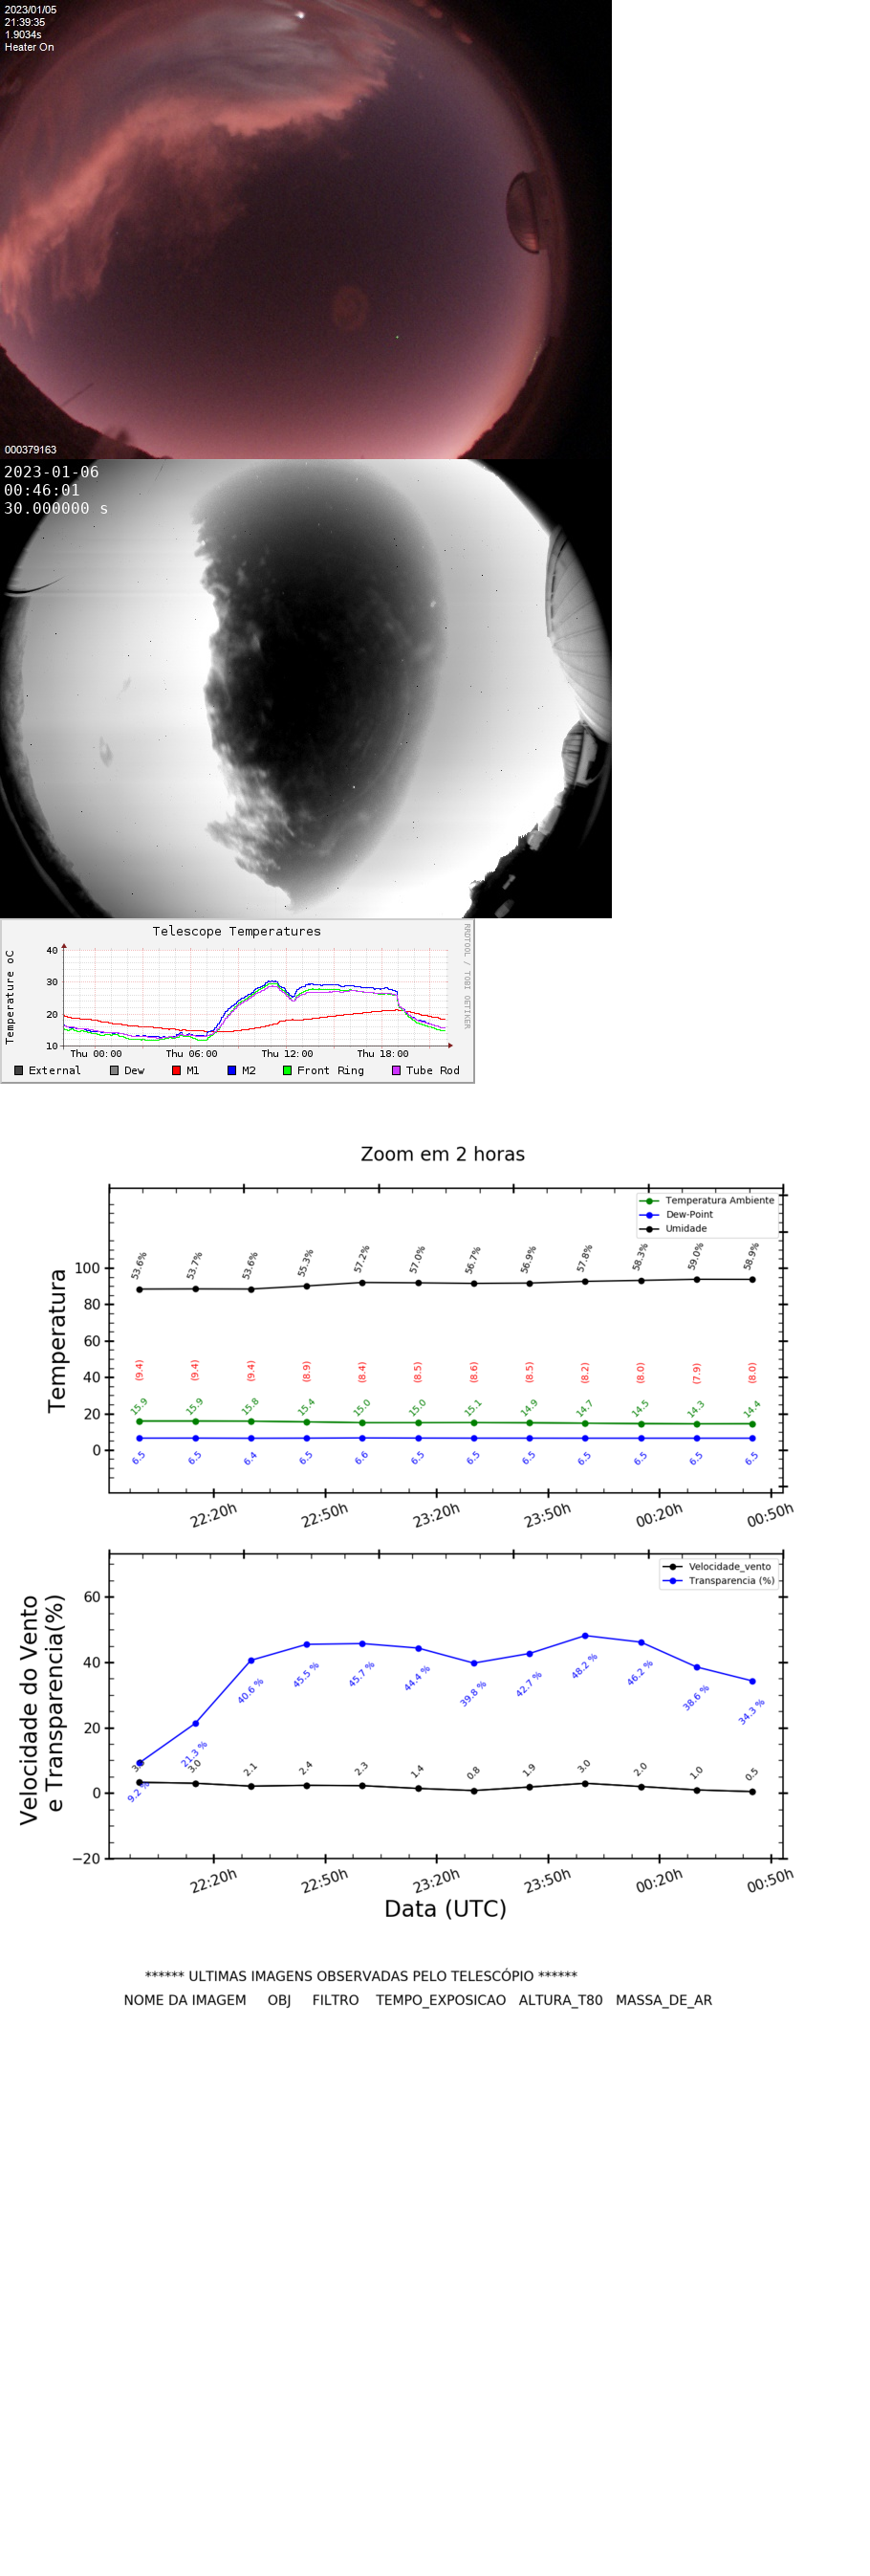 2023/01/05
21:39:35
1.9034s
Heater On
000379163
2023-01-06
00:46:01
30.000000 s
Telescope Temperatures
Temperature oC
RRDTOOL / TOBI OETIKER
40
30
20
10
Thu 00:00 Thu 06:00 Thu 12:00 Thu 18:00
External Dew M1 M2 Front Ring Tube Rod
Zoom em 2 horas
Temperatura Ambiente
Dew-Point
Umidade
Temperatura
100
80
60
40
20
0
53.6% 53.7% 53.6% 55.3% 57.2% 57.0% 56.7% 56.9% 57.8% 58.3% 59.0% 58.9%
(9.4) (9.4) (9.4) (8.9) (8.4) (8.5) (8.6) (8.5) (8.2) (8.0) (7.9) (8.0)
15.9 15.9 15.8 15.4 15.0 15.0 15.1 14.9 14.7 14.5 14.3 14.4
6.5 6.5 6.4 6.5 6.6 6.5 6.5 6.5 6.5 6.5 6.5 6.5
22:20h 22:50h 23:20h 23:50h 00:20h 00:50h
Velocidade_vento
Transparencia (%)
Velocidade do Vento
e Transparencia(%)
60
40
20
0
−20
9.2 % 21.3 % 40.6 % 45.5 % 45.7 % 44.4 % 39.8 % 42.7 % 48.2 % 46.2 % 38.6 % 34.3 %
3.0 2.1 2.4 2.3 1.4 0.8 1.9 3.0 2.0 1.0 0.5
22:20h 22:50h 23:20h 23:50h 00:20h 00:50h
Data (UTC)
****** ULTIMAS IMAGENS OBSERVADAS PELO TELESCÓPIO ******
NOME DA IMAGEM OBJ FILTRO TEMPO_EXPOSICAO ALTURA_T80 MASSA_DE_AR